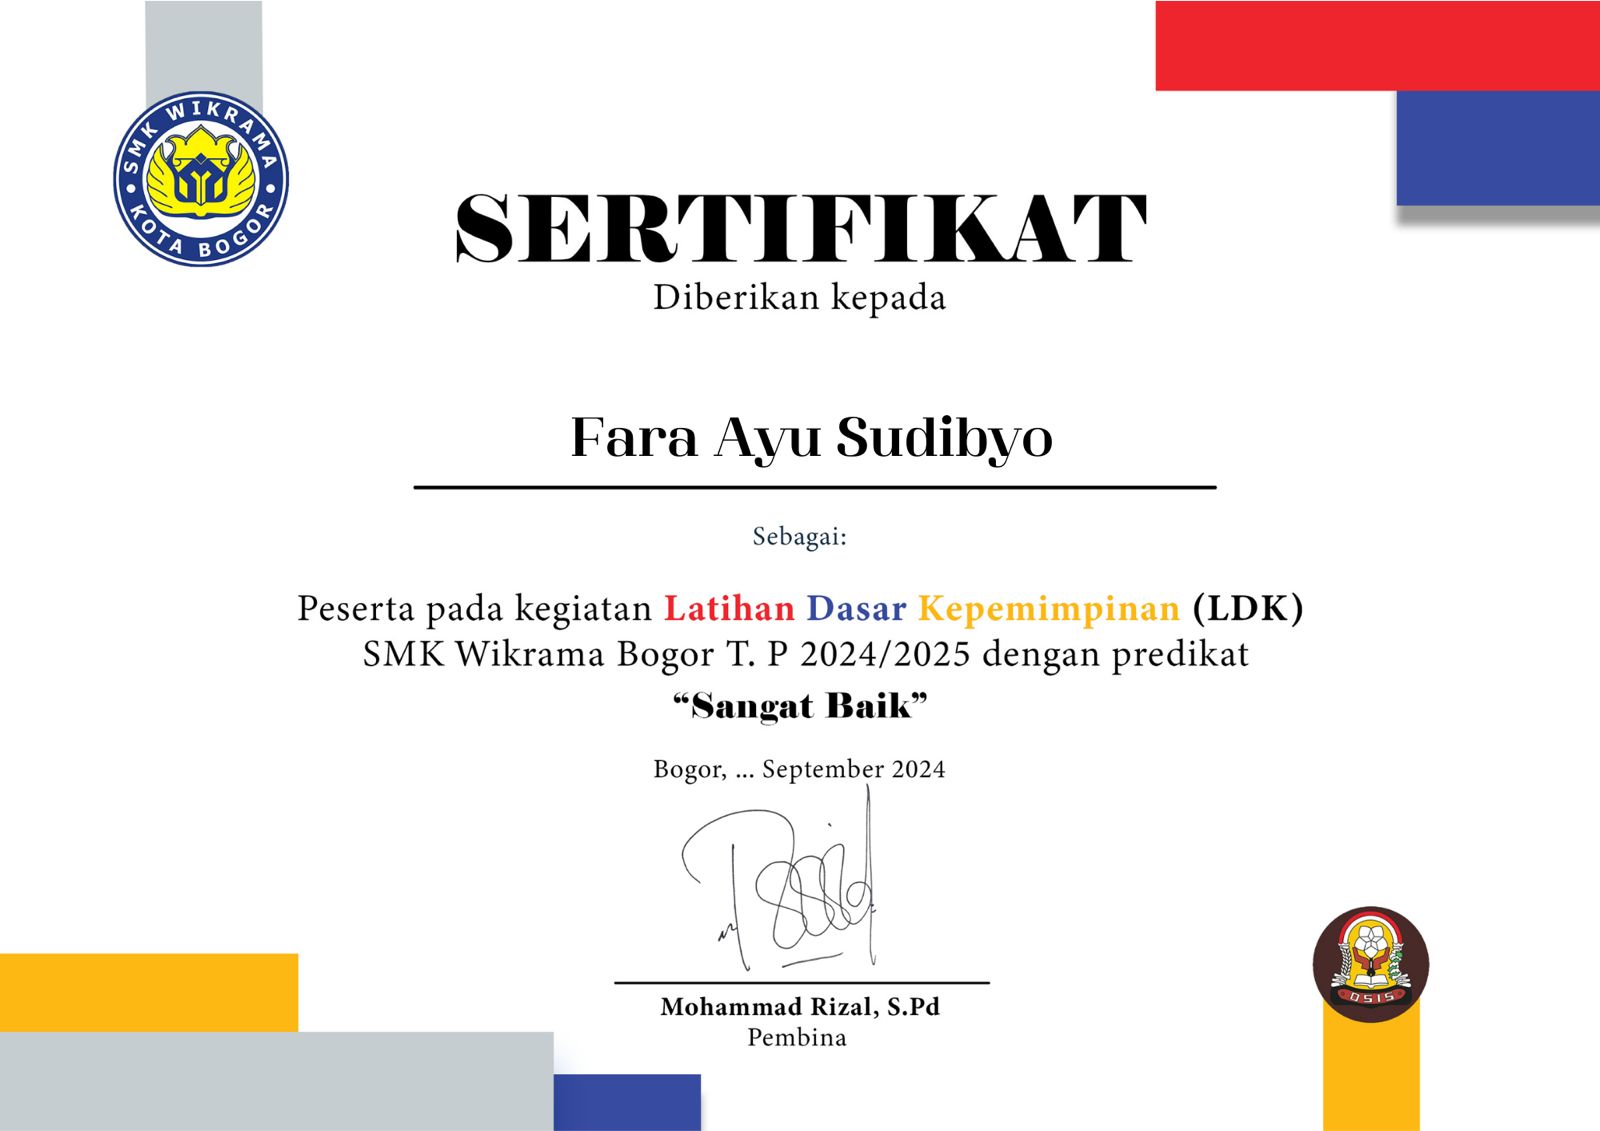 SMK WIKRAMA
KOTA BOGOR
SERTIFIKAT
Diberikan kepada
Fara Ayu Sudibyo
Sebagai:
Peserta pada kegiatan Latihan Dasar Kepemimpinan (LDK)
SMK Wikrama Bogor T. P 2024/2025 dengan predikat
“Sangat Baik”
Bogor, ... September 2024
Mohammad Rizal, S.Pd
Pembina
OSIS